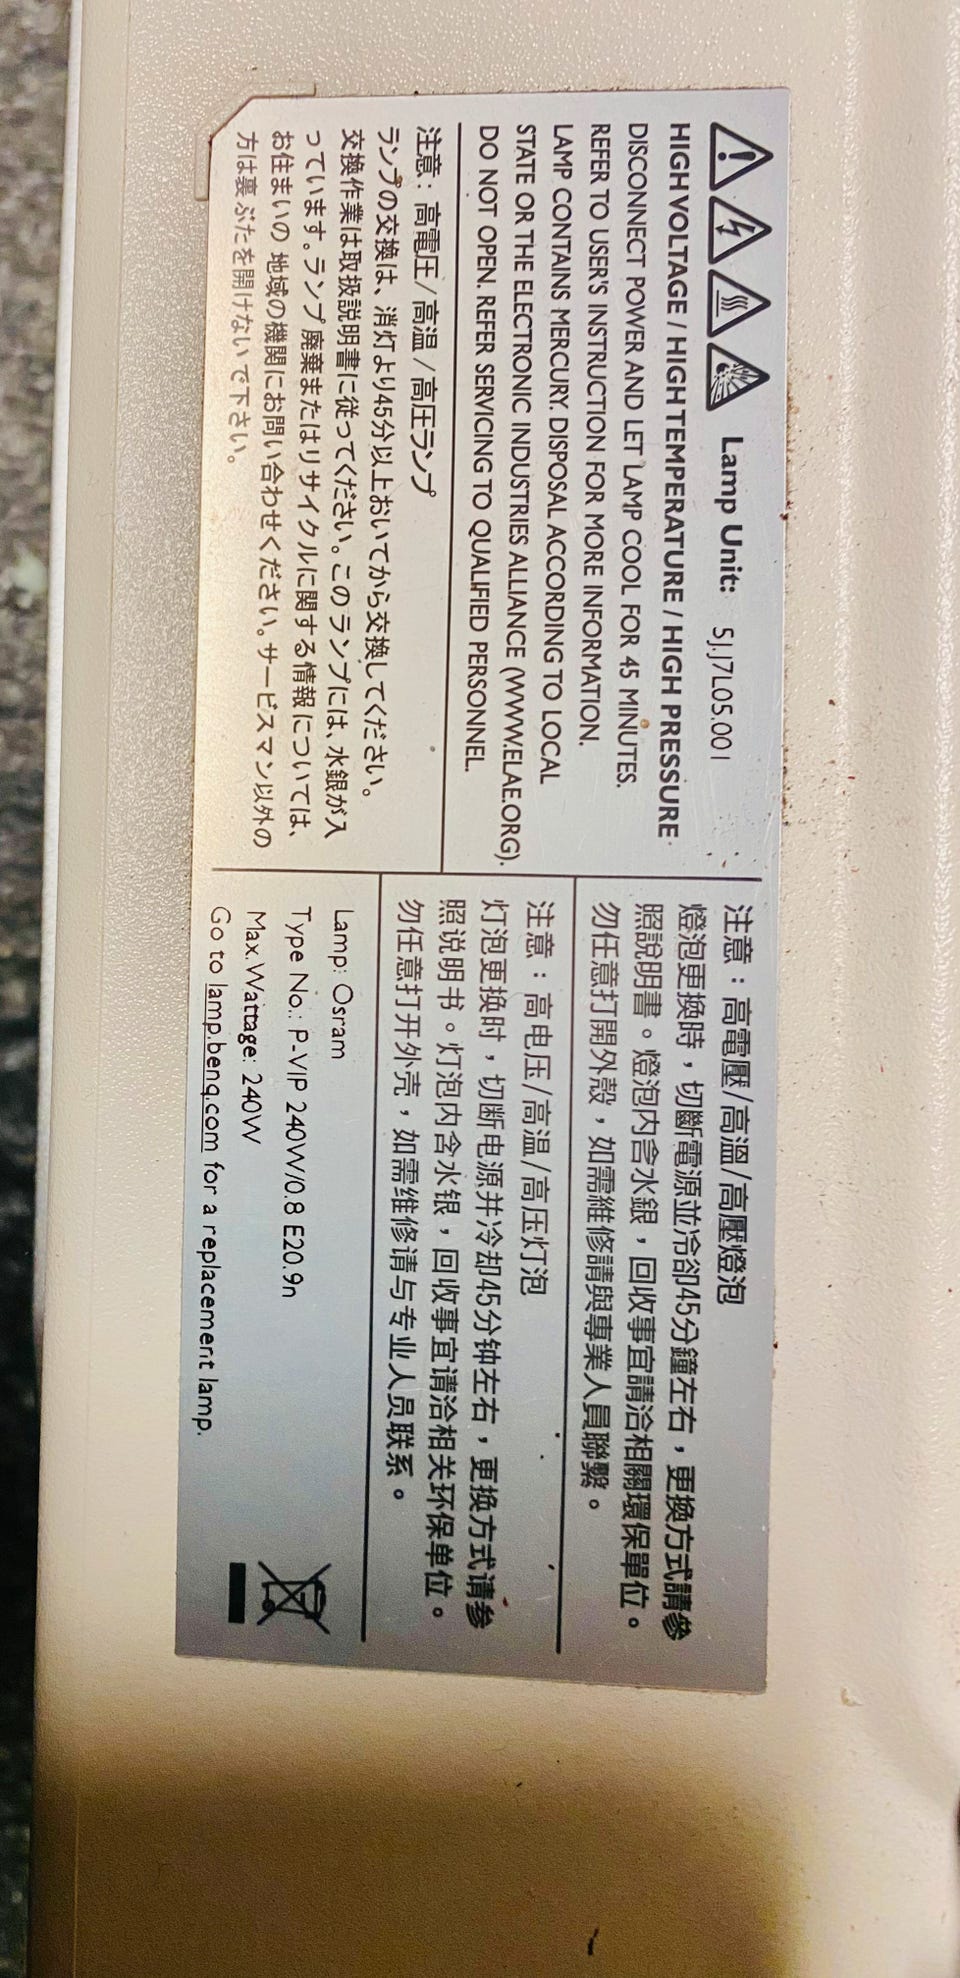 Lamp Unit: 5J.J7L05.001
HIGH VOLTAGE / HIGH TEMPERATURE / HIGH PRESSURE
DISCONNECT POWER AND LET LAMP COOL FOR 45 MINUTES.
REFER TO USER'S INSTRUCTION FOR MORE INFORMATION.
LAMP CONTAINS MERCURY. DISPOSAL ACCORDING TO LOCAL
STATE OR THE ELECTRONIC INDUSTRIES ALLIANCE (WWW.ELAE.ORG).
DO NOT OPEN. REFER SERVICING TO QUALIFIED PERSONNEL.
注意：高電圧/高温/高圧ランプ
ランプの交換は、消灯より45分以上おいてから交換してください。
交換作業は取扱説明書に従ってください。このランプには、水銀が入
っています。ランプ廃棄またはリサイクルに関する情報については、
お住まいの 地域の機関にお問い合わせください。サービスマン以外の
方は裏ぶたを開けないで下さい。
注意：高電壓/高溫/高壓燈泡
燈泡更換時，切斷電源並冷卻45分鐘左右，更換方式請參
照說明書。燈泡內含水銀，回收事宜請洽相關環保單位。
勿任意打開外殼，如需維修請與專業人員聯繫。
注意：高电压/高温/高压灯泡
灯泡更换时，切断电源并冷却45分钟左右，更换方式请参
照说明书。灯泡内含水银，回收事宜请洽相关环保单位。
勿任意打开外壳，如需维修请与专业人员联系。
Lamp: Osram
Type No.: P-VIP 240W/0.8 E20.9n
Max.Wattage: 240W
Go to lamp.benq.com for a replacement lamp.